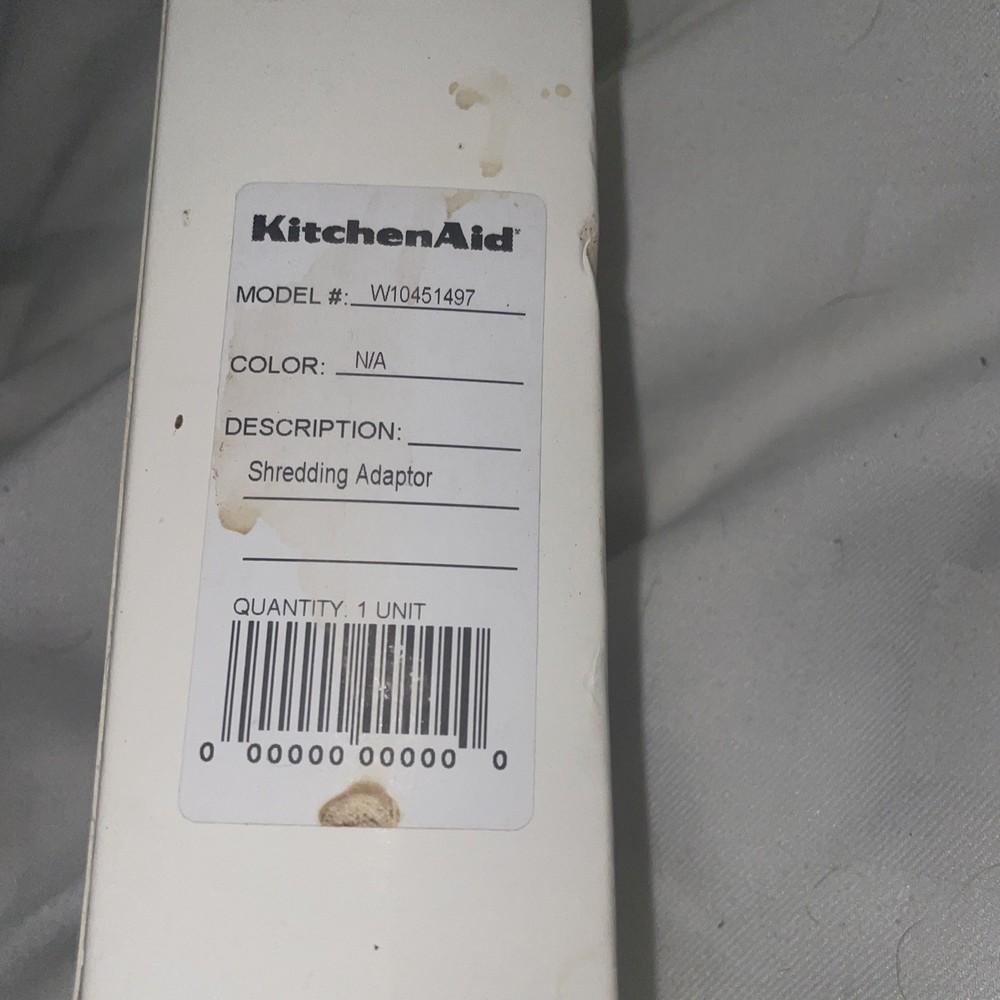 KitchenAid
MODEL #: W10451497
COLOR: N/A
DESCRIPTION:
Shredding Adaptor
QUANTITY: 1 UNIT
0 00000 00000 0